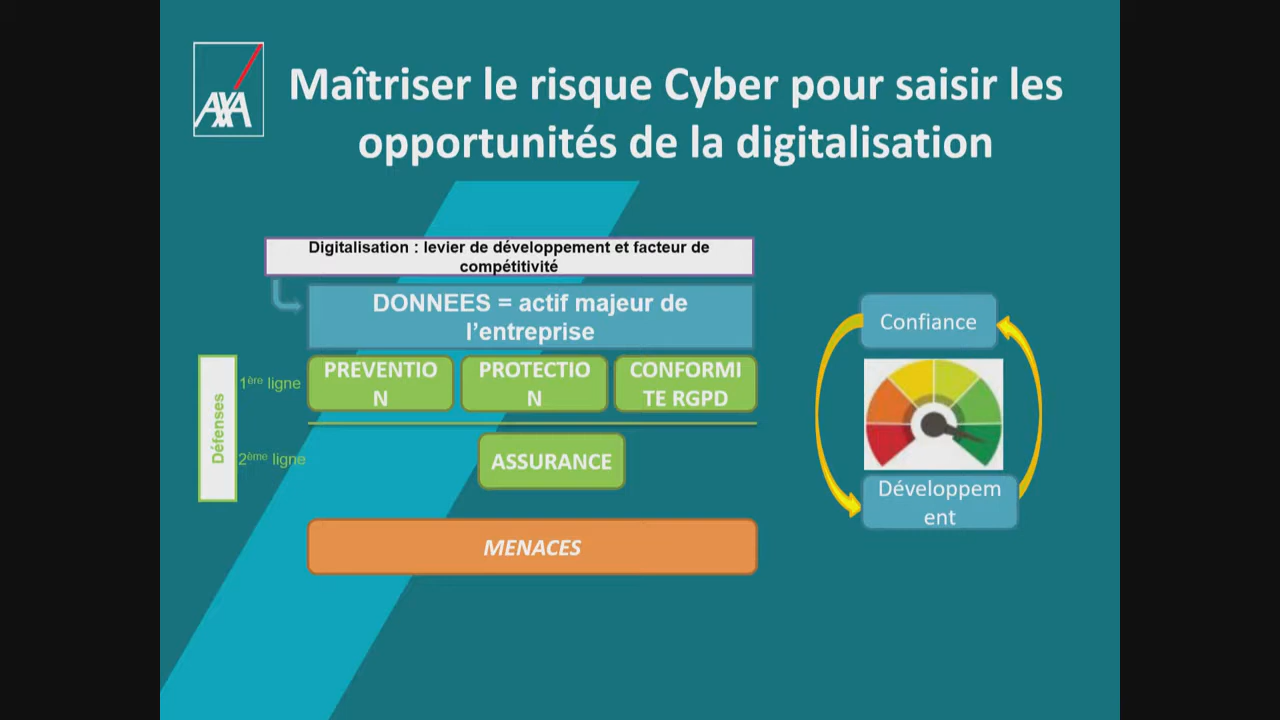 AXA
Maîtriser le risque Cyber pour saisir les
opportunités de la digitalisation
Digitalisation : levier de développement et facteur de
compétitivité
DONNEES = actif majeur de
l'entreprise
Défenses
1ère ligne
PREVENTIO
N
PROTECTIO
N
CONFORMI
TE RGPD
2ème ligne
ASSURANCE
MENACES
Confiance
Développem
ent